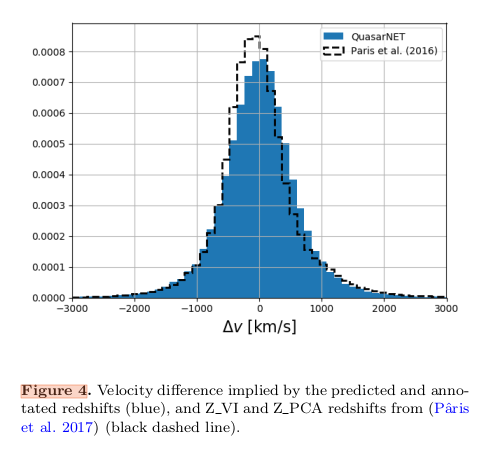 QuasarNET
Paris et al. (2016)
0.0008
0.0007
0.0006
0.0005
0.0004
0.0003
0.0002
0.0001
0.0000
−3000 −2000 −1000 0 1000 2000 3000
Δv [km/s]
Figure 4. Velocity difference implied by the predicted and anno-
tated redshifts (blue), and Z_VI and Z_PCA redshifts from (Pâris
et al. 2017) (black dashed line).